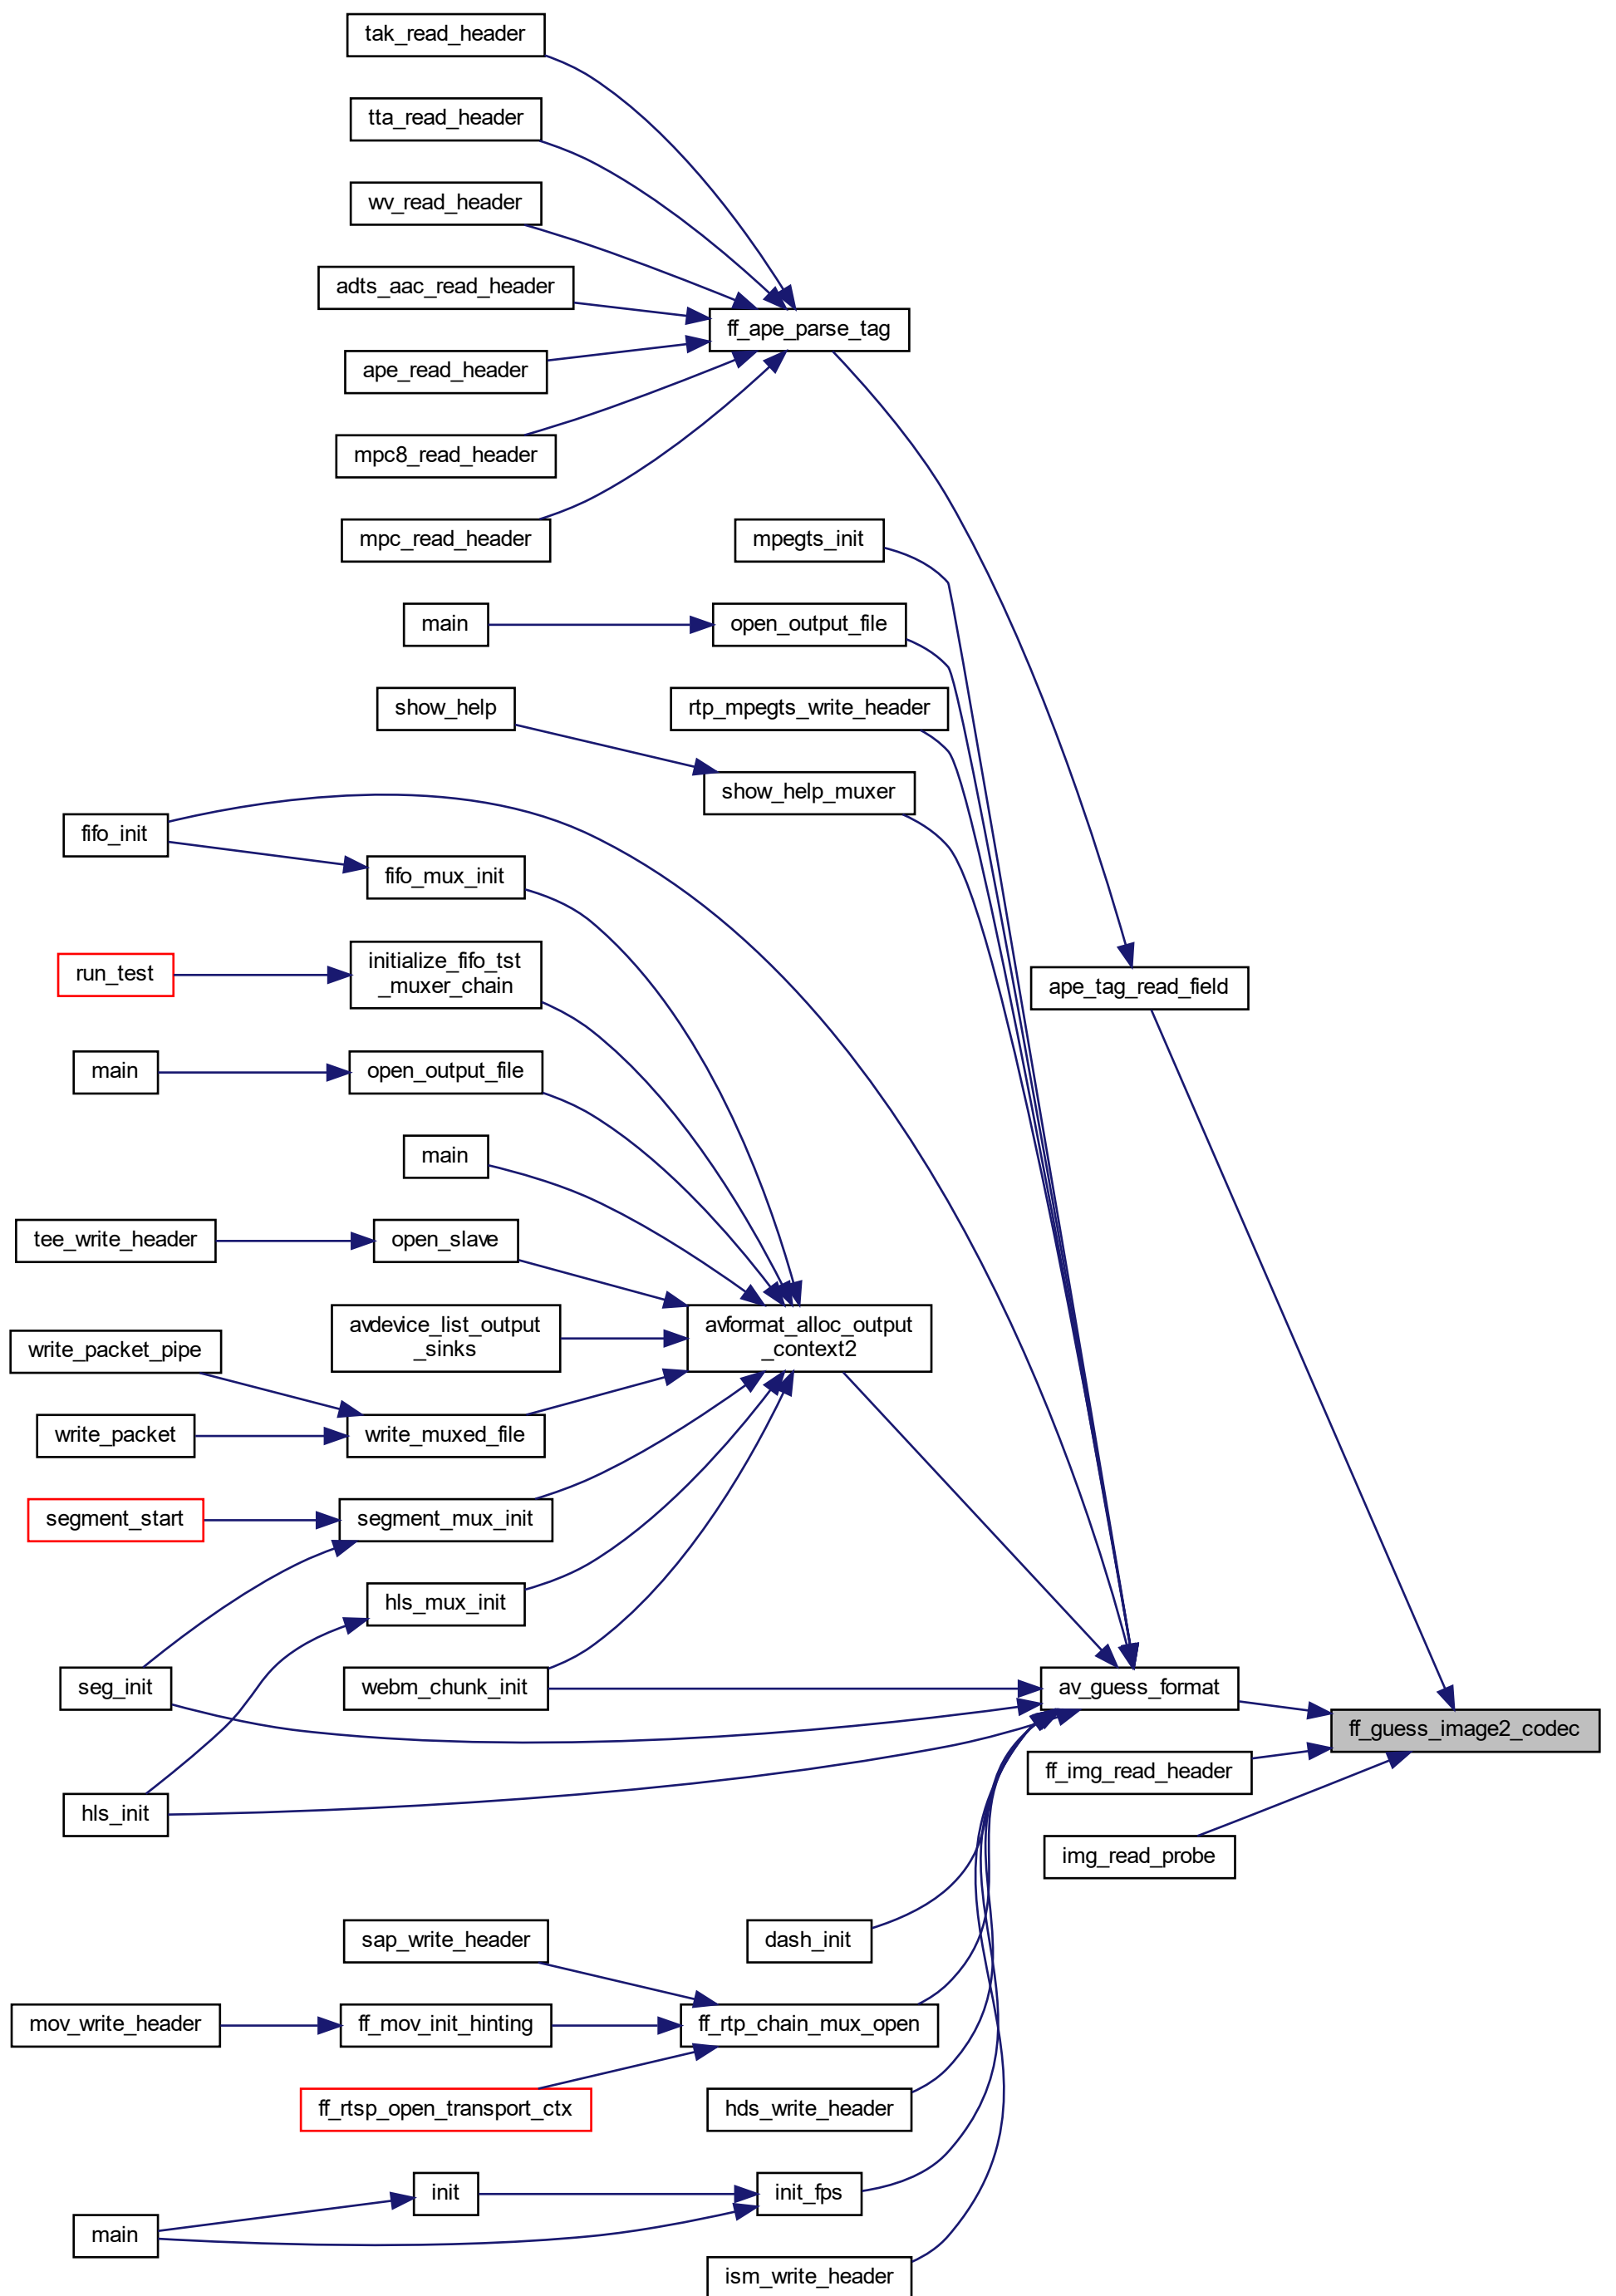 tak_read_header
tta_read_header
wv_read_header
adts_aac_read_header
ff_ape_parse_tag
ape_read_header
mpc8_read_header
mpc_read_header
mpegts_init
main
open_output_file
show_help
rtp_mpegts_write_header
show_help_muxer
fifo_init
fifo_mux_init
run_test
initialize_fifo_tst
_muxer_chain
ape_tag_read_field
main
open_output_file
main
tee_write_header
open_slave
avdevice_list_output
_sinks
avformat_alloc_output
_context2
write_packet_pipe
write_packet
write_muxed_file
segment_start
segment_mux_init
hls_mux_init
seg_init
webm_chunk_init
av_guess_format
ff_guess_image2_codec
ff_img_read_header
hls_init
img_read_probe
sap_write_header
dash_init
mov_write_header
ff_mov_init_hinting
ff_rtp_chain_mux_open
ff_rtsp_open_transport_ctx
hds_write_header
init
init_fps
main
ism_write_header